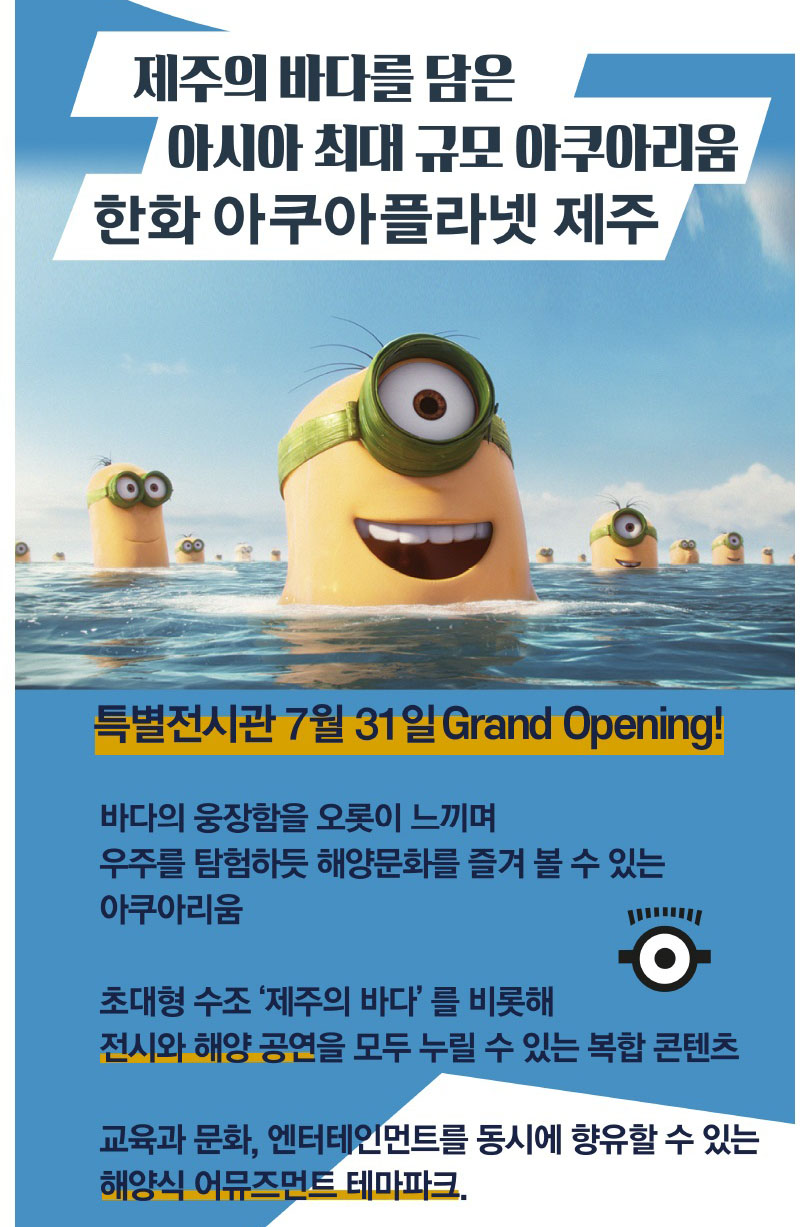 제주의 바다를 담은
아시아 최대 규모 아쿠아리움
한화 아쿠아플라넷 제주
특별전시관 7월 31일 Grand Opening!
바다의 웅장함을 오롯이 느끼며
우주를 탐험하듯 해양문화를 즐겨 볼 수 있는
아쿠아리움
초대형 수조 ‘제주의 바다’ 를 비롯해
전시와 해양 공연을 모두 누릴 수 있는 복합 콘텐츠
교육과 문화, 엔터테인먼트를 동시에 향유할 수 있는
해양식 어뮤즈먼트 테마파크.